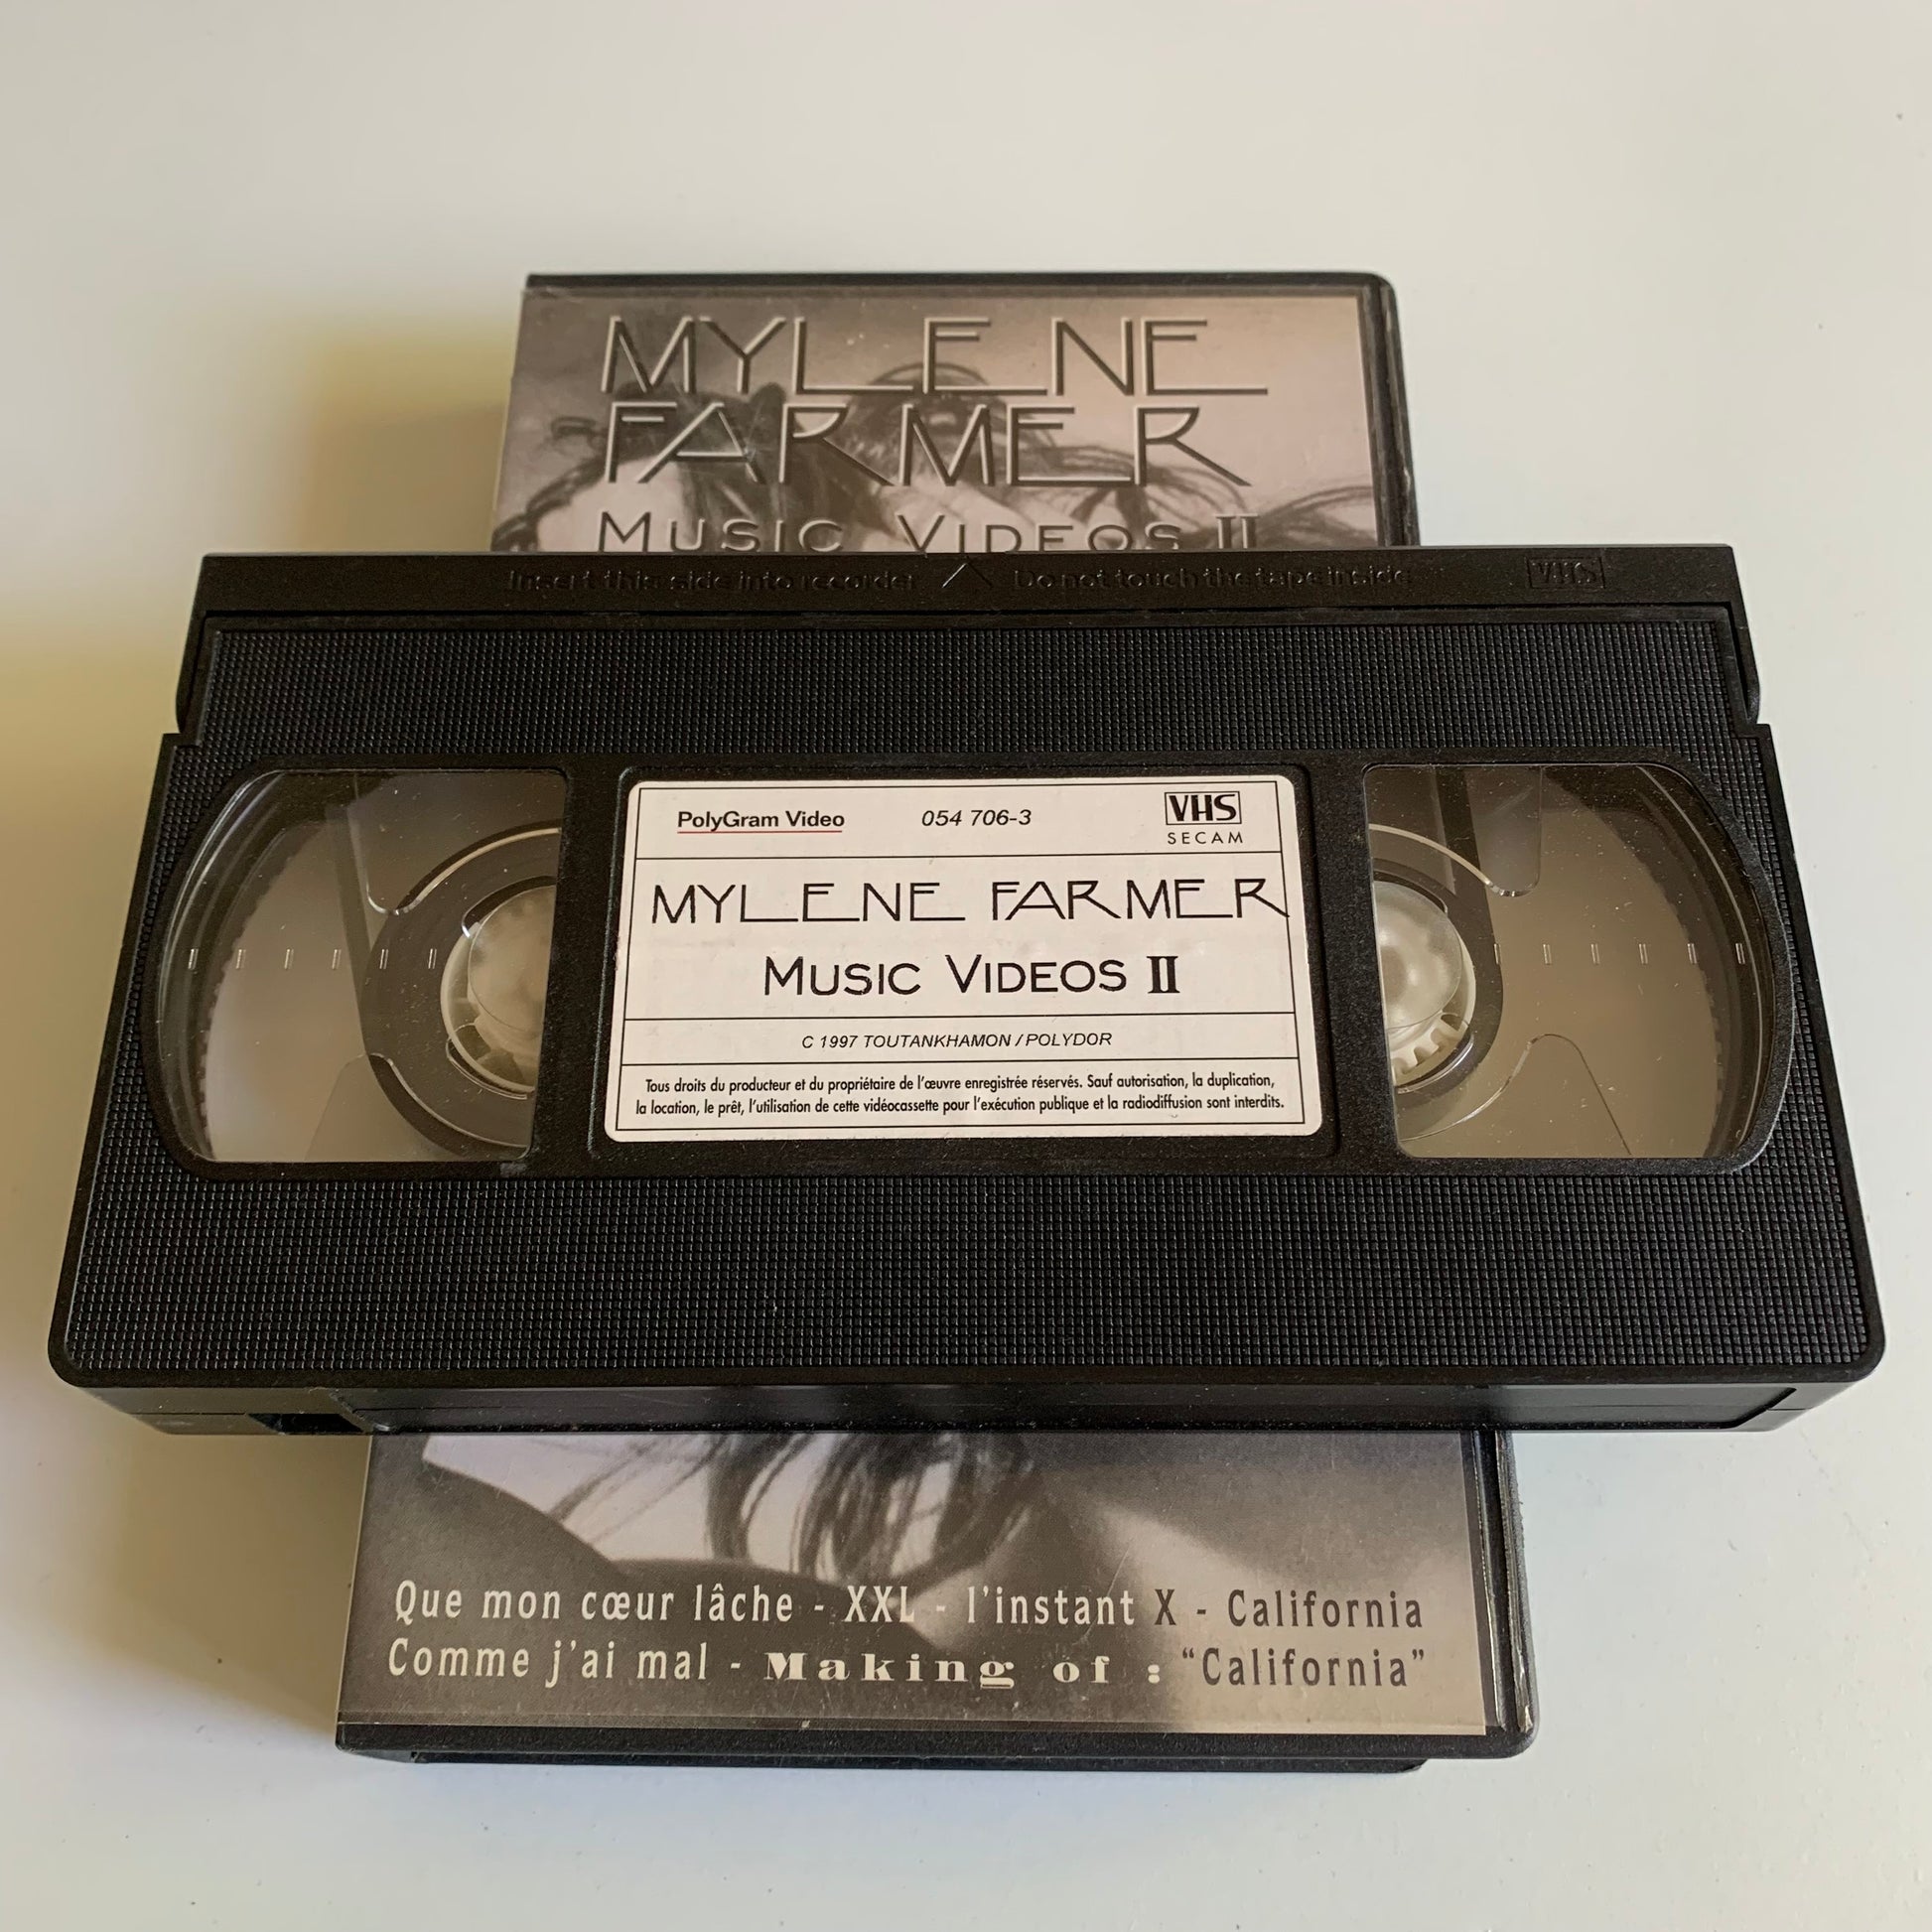 MYLENE
FARMER
MUSIC VIDEOS II
Insert this side into recorder Do not touch the tape inside VHS
PolyGram Video 054 706-3 VHS
SECAM
MYLENE FARMER
MUSIC VIDEOS II
C 1997 TOUTANKHAMON / POLYDOR
Tous droits du producteur et du propriétaire de l'œuvre enregistrée réservés. Sauf autorisation, la duplication,
la location, le prêt, l'utilisation de cette vidéocassette pour l'exécution publique et la radiodiffusion sont interdits.
Que mon cœur lâche - XXL - l'instant X - California
Comme j'ai mal - Making of : “California”